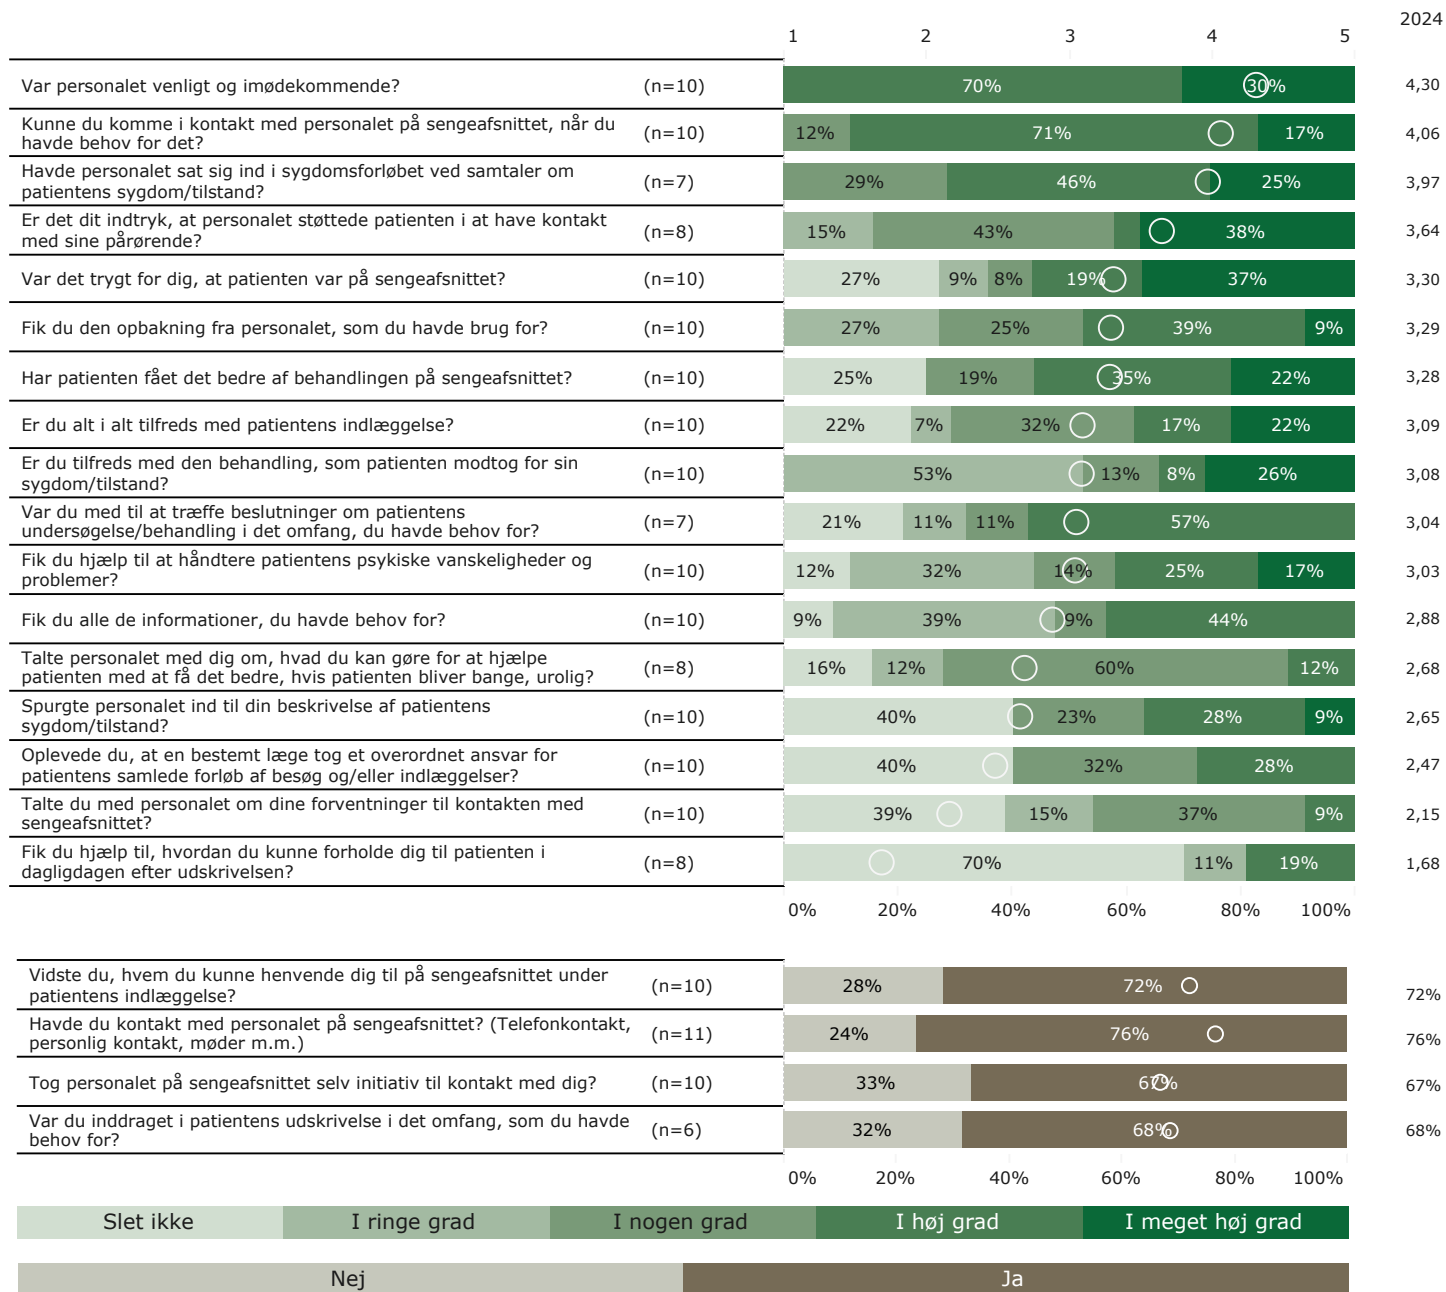 2024
1 2 3 4 5
Var personalet venligt og imødekommende? (n=10) 70% 30% 4,30
Kunne du komme i kontakt med personalet på sengeafsnittet, når du
havde behov for det? (n=10) 12% 71% 17% 4,06
Havde personalet sat sig ind i sygdomsforløbet ved samtaler om
patientens sygdom/tilstand? (n=7) 29% 46% 25% 3,97
Er det dit indtryk, at personalet støttede patienten i at have kontakt
med sine pårørende? (n=8) 15% 43% 38% 3,64
Var det trygt for dig, at patienten var på sengeafsnittet? (n=10) 27% 9% 8% 19% 37% 3,30
Fik du den opbakning fra personalet, som du havde brug for? (n=10) 27% 25% 39% 9% 3,29
Har patienten fået det bedre af behandlingen på sengeafsnittet? (n=10) 25% 19% 35% 22% 3,28
Er du alt i alt tilfreds med patientens indlæggelse? (n=10) 22% 7% 32% 17% 22% 3,09
Er du tilfreds med den behandling, som patienten modtog for sin
sygdom/tilstand? (n=10) 53% 13% 8% 26% 3,08
Var du med til at træffe beslutninger om patientens
undersøgelse/behandling i det omfang, du havde behov for? (n=7) 21% 11% 11% 57% 3,04
Fik du hjælp til at håndtere patientens psykiske vanskeligheder og
problemer? (n=10) 12% 32% 14% 25% 17% 3,03
Fik du alle de informationer, du havde behov for? (n=10) 9% 39% 9% 44% 2,88
Talte personalet med dig om, hvad du kan gøre for at hjælpe
patienten med at få det bedre, hvis patienten bliver bange, urolig? (n=8) 16% 12% 60% 12% 2,68
Spurgte personalet ind til din beskrivelse af patientens
sygdom/tilstand? (n=10) 40% 23% 28% 9% 2,65
Oplevede du, at en bestemt læge tog et overordnet ansvar for
patientens samlede forløb af besøg og/eller indlæggelser? (n=10) 40% 32% 28% 2,47
Talte du med personalet om dine forventninger til kontakten med
sengeafsnittet? (n=10) 39% 15% 37% 9% 2,15
Fik du hjælp til, hvordan du kunne forholde dig til patienten i
dagligdagen efter udskrivelsen? (n=8) 70% 11% 19% 1,68
0% 20% 40% 60% 80% 100%
Vidste du, hvem du kunne henvende dig til på sengeafsnittet under
patientens indlæggelse? (n=10) 28% 72% 72%
Havde du kontakt med personalet på sengeafsnittet? (Telefonkontakt,
personlig kontakt, møder m.m.) (n=11) 24% 76% 76%
Tog personalet på sengeafsnittet selv initiativ til kontakt med dig? (n=10) 33% 67% 67%
Var du inddraget i patientens udskrivelse i det omfang, som du havde
behov for? (n=6) 32% 68% 68%
0% 20% 40% 60% 80% 100%
Slet ikke I ringe grad I nogen grad I høj grad I meget høj grad
Nej Ja